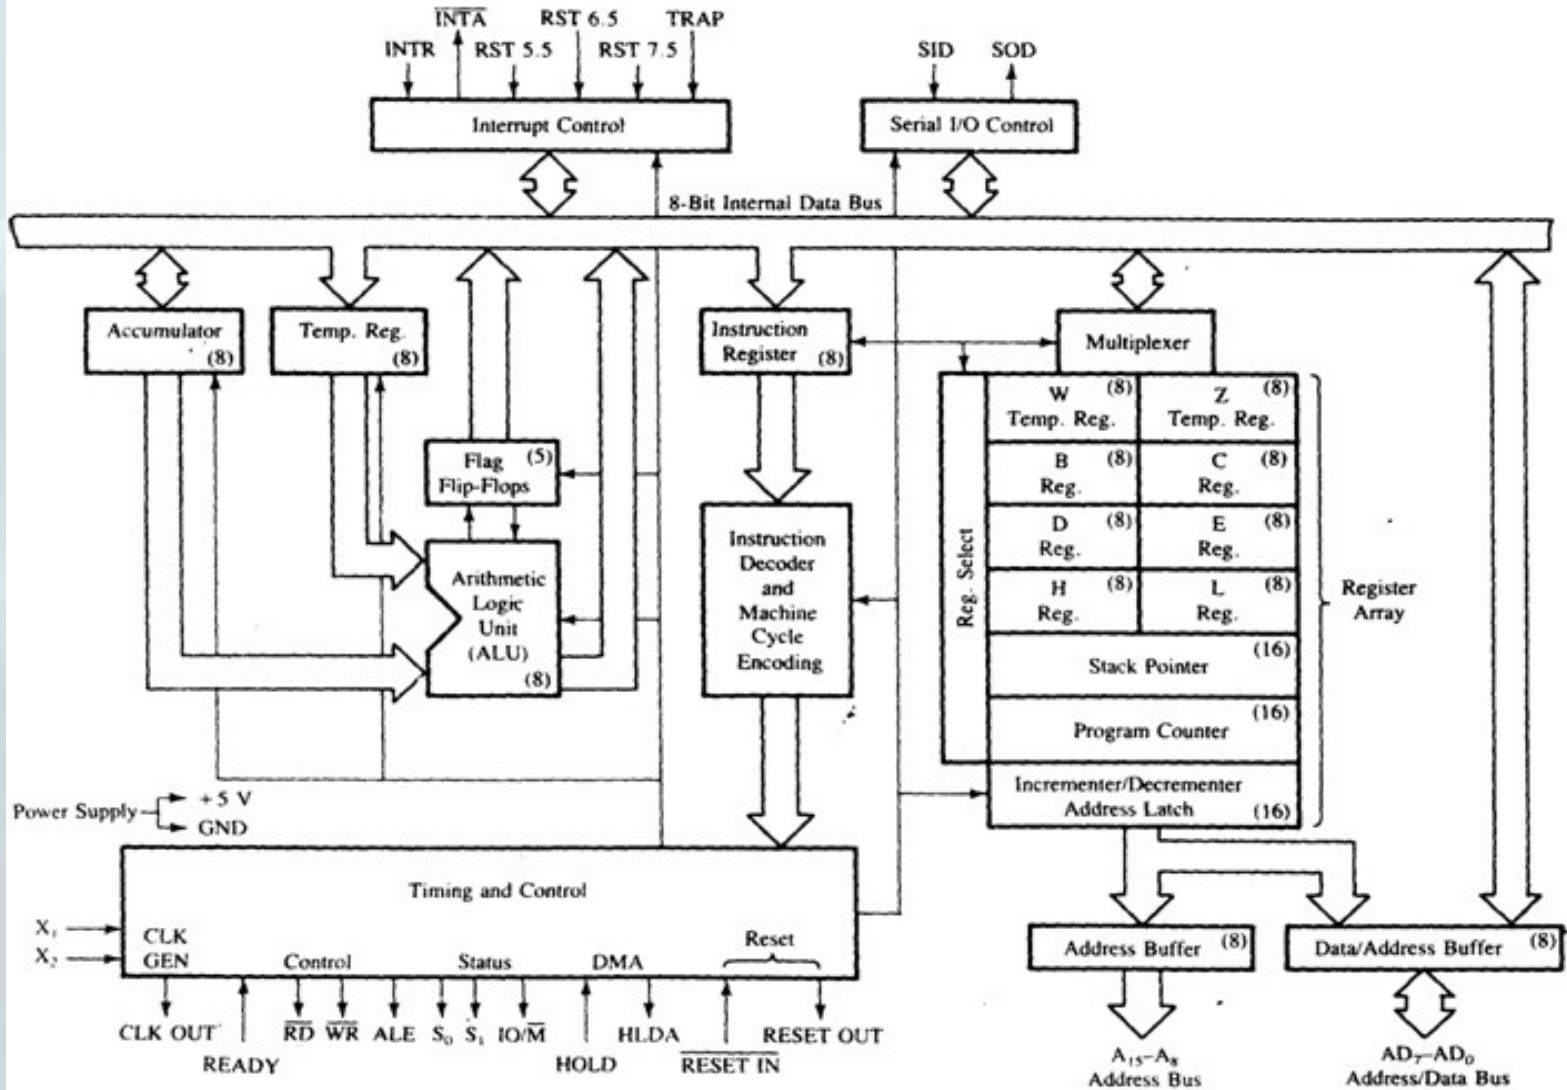 INTA RST 6.5 TRAP
INTR RST 5.5 RST 7.5 SID SOD
Interrupt Control
Serial I/O Control
8-Bit Internal Data Bus
Accumulator
(8)
Temp. Reg.
(8)
Instruction
Register (8)
Multiplexer
W (8)
Temp. Reg.
Z (8)
Temp. Reg.
Flag (5)
Flip-Flops
B (8)
Reg.
C (8)
Reg.
D (8)
Reg.
E (8)
Reg.
H (8)
Reg.
L (8)
Reg.
Reg. Select
Register
Array
Arithmetic
Logic
Unit
(ALU)
(8)
Instruction
Decoder
and
Machine
Cycle
Encoding
Stack Pointer (16)
Program Counter (16)
Incrementer/Decrementer
Address Latch (16)
Power Supply
+5 V
GND
Timing and Control
X₁
X₂
CLK
GEN
Control
Status
DMA
Reset
Address Buffer (8)
Data/Address Buffer (8)
CLK OUT
READY
RD
WR
ALE
S₀
S₁
IO/M
HOLD
HLDA
RESET IN
RESET OUT
A₁₅–A₈
Address Bus
AD₇–AD₀
Address/Data Bus